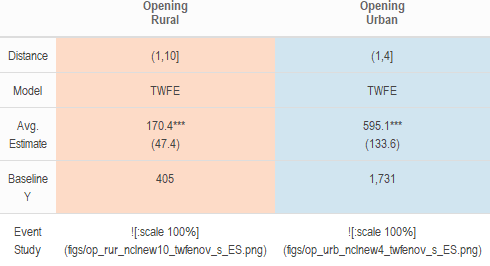 Opening Opening
Rural Urban
Distance (1,10] (1,4]
Model TWFE TWFE
Avg. 170.4*** 595.1***
Estimate (47.4) (133.6)
Baseline 405 1,731
Y
Event ![:scale 100%] ![:scale 100%]
Study (figs/op_rur_nclnew10_twfenov_s_ES.png) (figs/op_urb_nclnew4_twfenov_s_ES.png)